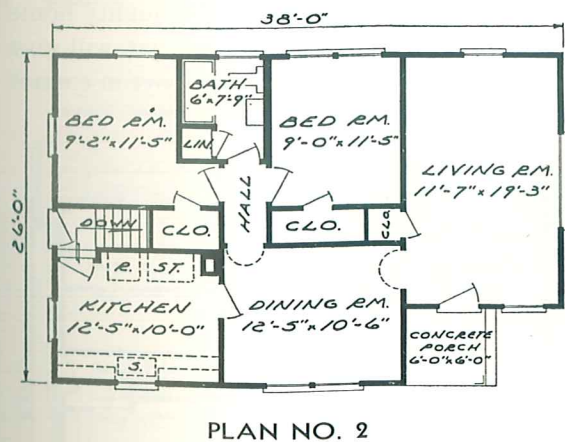 38'-0"
26'-0"
BATH
6'x7'-9"
BED RM.
9'-2"x11'-5"
LIN.
BED RM.
9'-0"x11'-5"
LIVING RM.
11'-7"x19'-3"
HALL
DOWN
CLO.
CLO.
CLO.
R.
ST.
KITCHEN
12'-5"x10'-0"
DINING RM.
12'-5"x10'-6"
S.
CONCRETE
PORCH
6'-0"x6'-0"
PLAN NO. 2